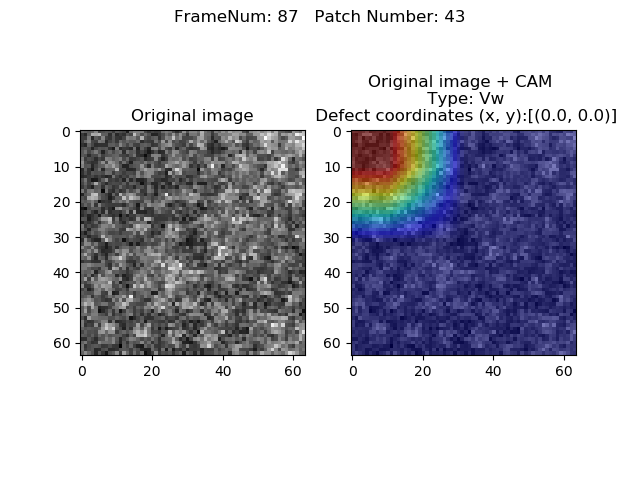 FrameNum: 87   Patch Number: 43
Original image
0
10
20
30
40
50
60
0 20 40 60
Original image + CAM
Type: Vw
Defect coordinates (x, y):[(0.0, 0.0)]
0
10
20
30
40
50
60
0 20 40 60